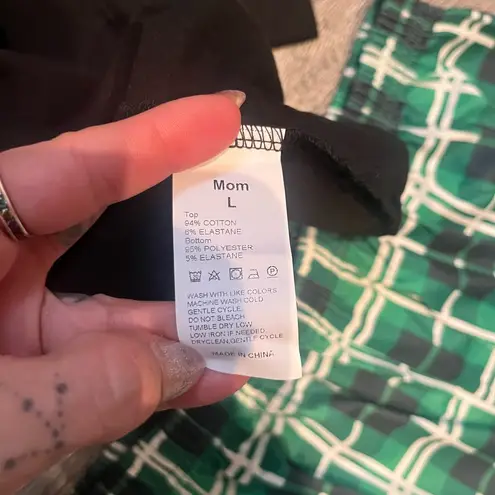 Mom
L
Top
94% COTTON
6% ELASTANE
Bottom
95% POLYESTER
5% ELASTANE
WASH WITH LIKE COLORS
MACHINE WASH COLD
GENTLE CYCLE
DO NOT BLEACH
TUMBLE DRY LOW
LOW IRON IF NEEDED
DRYCLEAN,GENTLE CYCLE
MADE IN CHINA